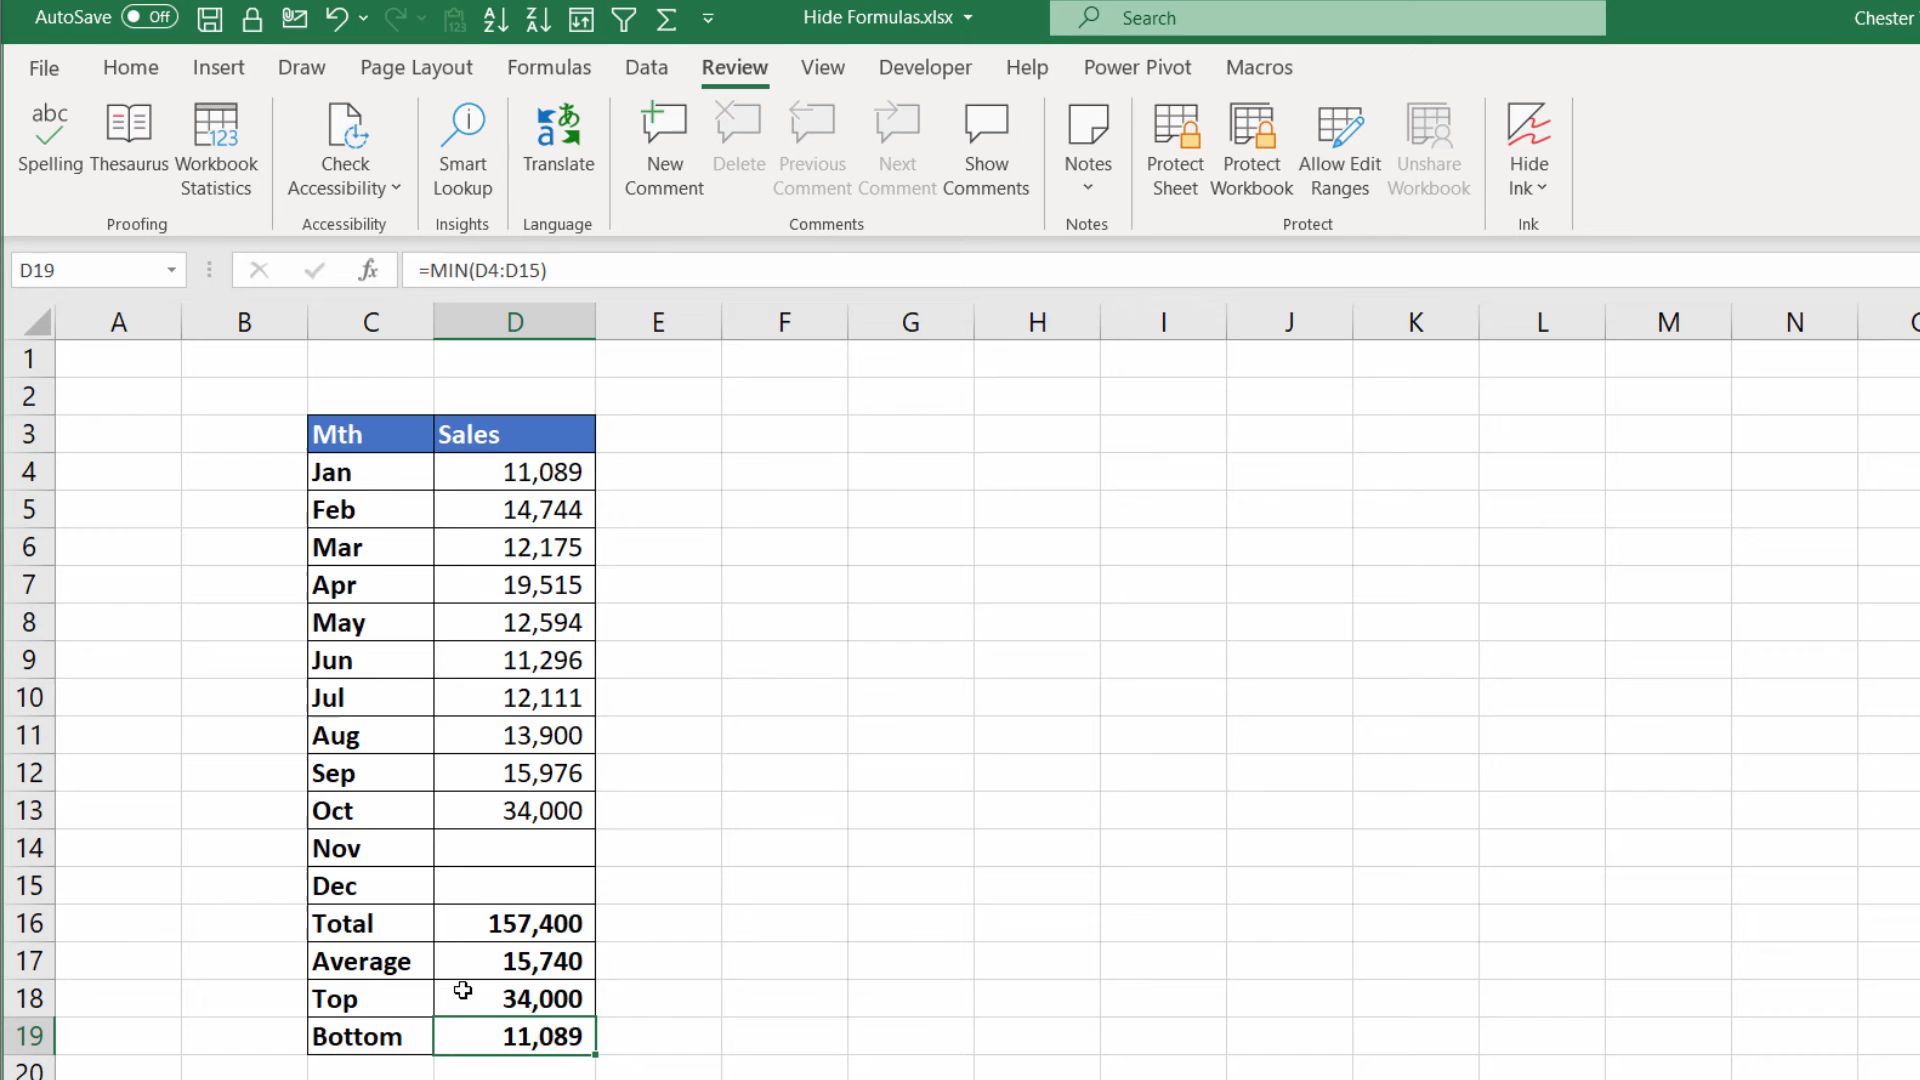 AutoSave Off Hide Formulas.xlsx Search Chester
File Home Insert Draw Page Layout Formulas Data Review View Developer Help Power Pivot Macros
abc
123
Spelling Thesaurus Workbook Statistics Check Accessibility Smart Lookup Translate New Comment Delete Previous Comment Next Comment Show Comments Notes Protect Sheet Protect Workbook Allow Edit Ranges Unshare Workbook Hide Ink
Proofing Accessibility Insights Language Comments Notes Protect Ink
D19 fx =MIN(D4:D15)
A B C D E F G H I J K L M N
1
2
3 Mth Sales
4 Jan 11,089
5 Feb 14,744
6 Mar 12,175
7 Apr 19,515
8 May 12,594
9 Jun 11,296
10 Jul 12,111
11 Aug 13,900
12 Sep 15,976
13 Oct 34,000
14 Nov
15 Dec
16 Total 157,400
17 Average 15,740
18 Top 34,000
19 Bottom 11,089
20